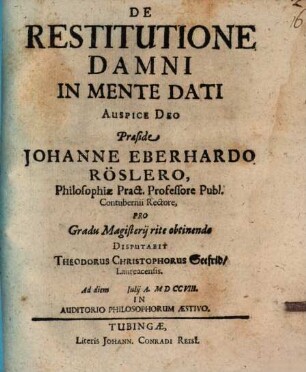 DE
RESTITUTIONE
DAMNI
IN MENTE DATI
AUSPICE DEO
Præside
JOHANNE EBERHARDO
RÖSLERO,
Philosophiæ Pract. Professore Publ.
Contubernii Rectore,
PRO
Gradu Magisterij rite obtinendo
DISPUTABIT
THEODORUS CHRISTOPHORUS Seefrid/
Laureacensis.
Ad diem Julij A. MDCCVIII.
IN
AUDITORIO PHILOSOPHORUM ÆSTIVO.
TUBINGÆ,
Literis JOHANN. CONRADI REISI.